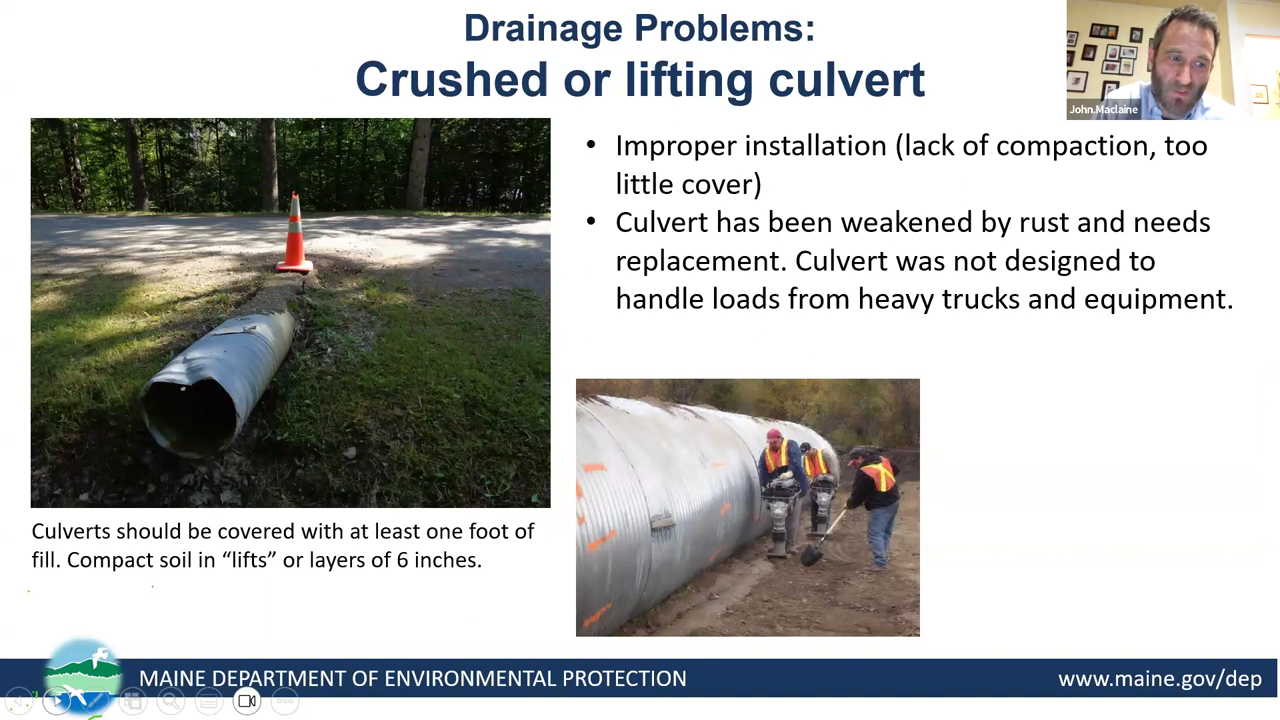 Drainage Problems:
Crushed or lifting culvert
John.Maclaine
• Improper installation (lack of compaction, too
little cover)
• Culvert has been weakened by rust and needs
replacement. Culvert was not designed to
handle loads from heavy trucks and equipment.
Culverts should be covered with at least one foot of
fill. Compact soil in “lifts” or layers of 6 inches.
MAINE DEPARTMENT OF ENVIRONMENTAL PROTECTION
www.maine.gov/dep